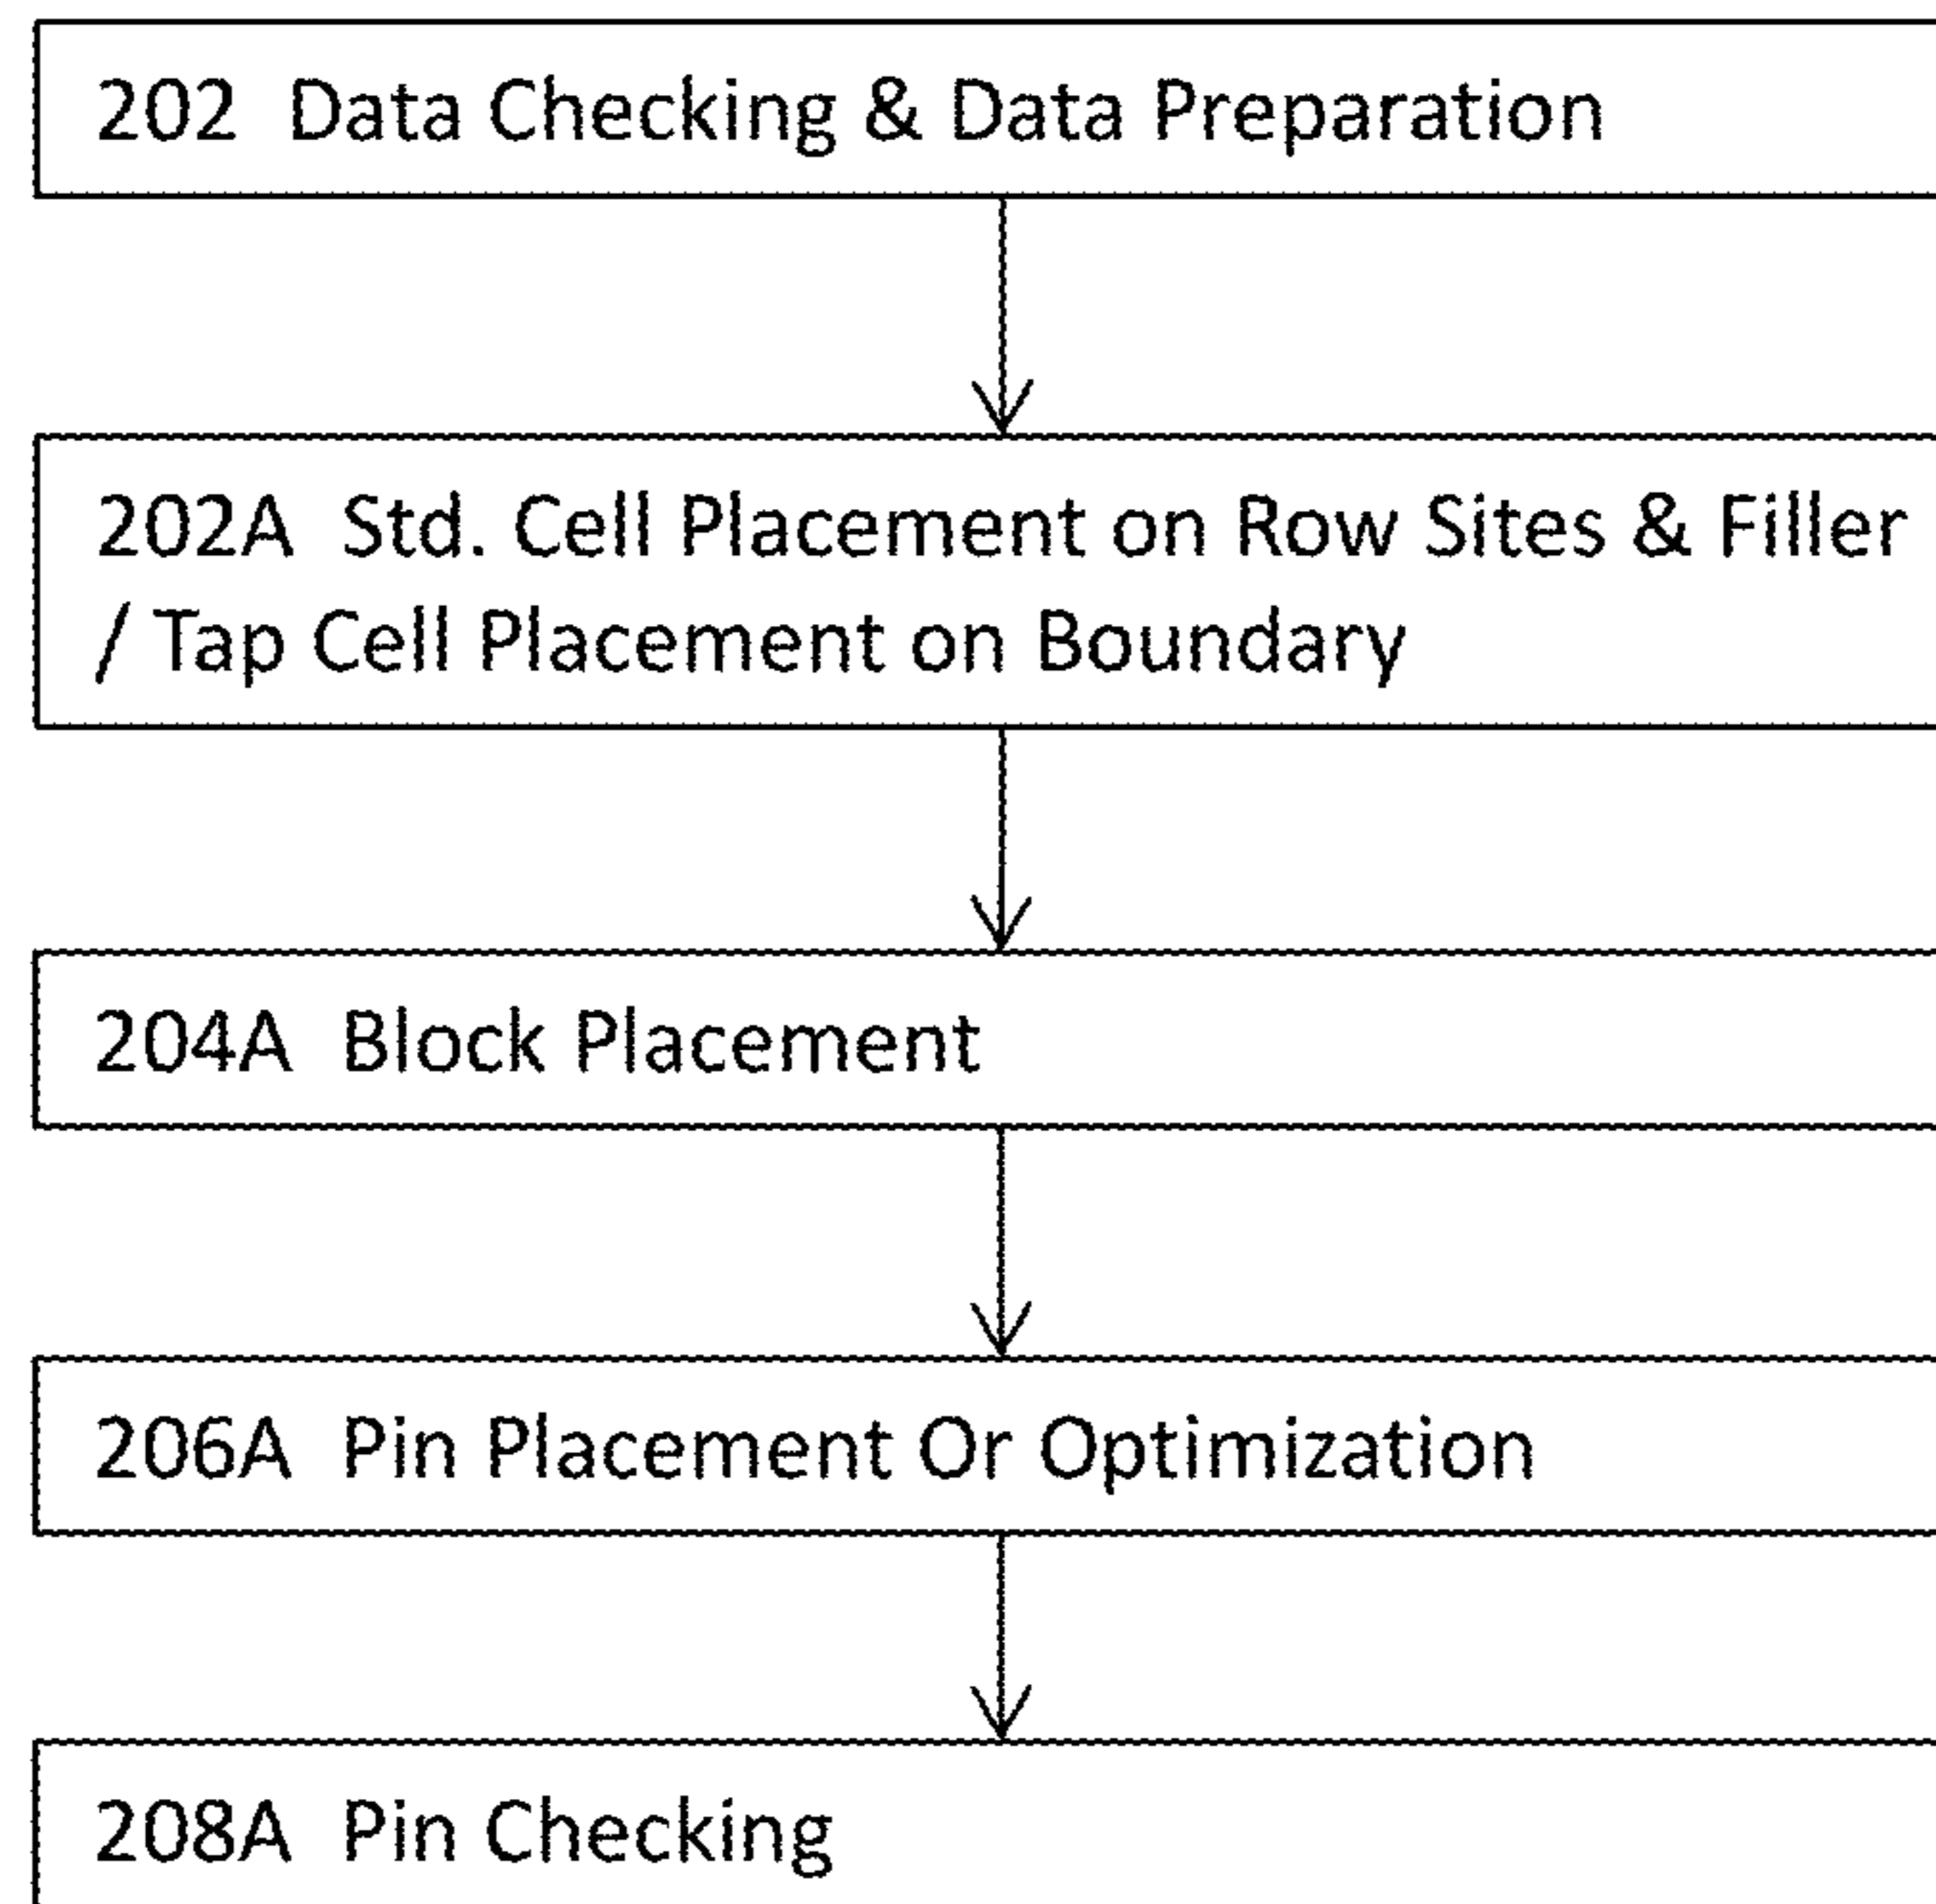 202 Data Checking & Data Preparation
202A Std. Cell Placement on Row Sites & Filler
/ Tap Cell Placement on Boundary
204A Block Placement
206A Pin Placement Or Optimization
208A Pin Checking